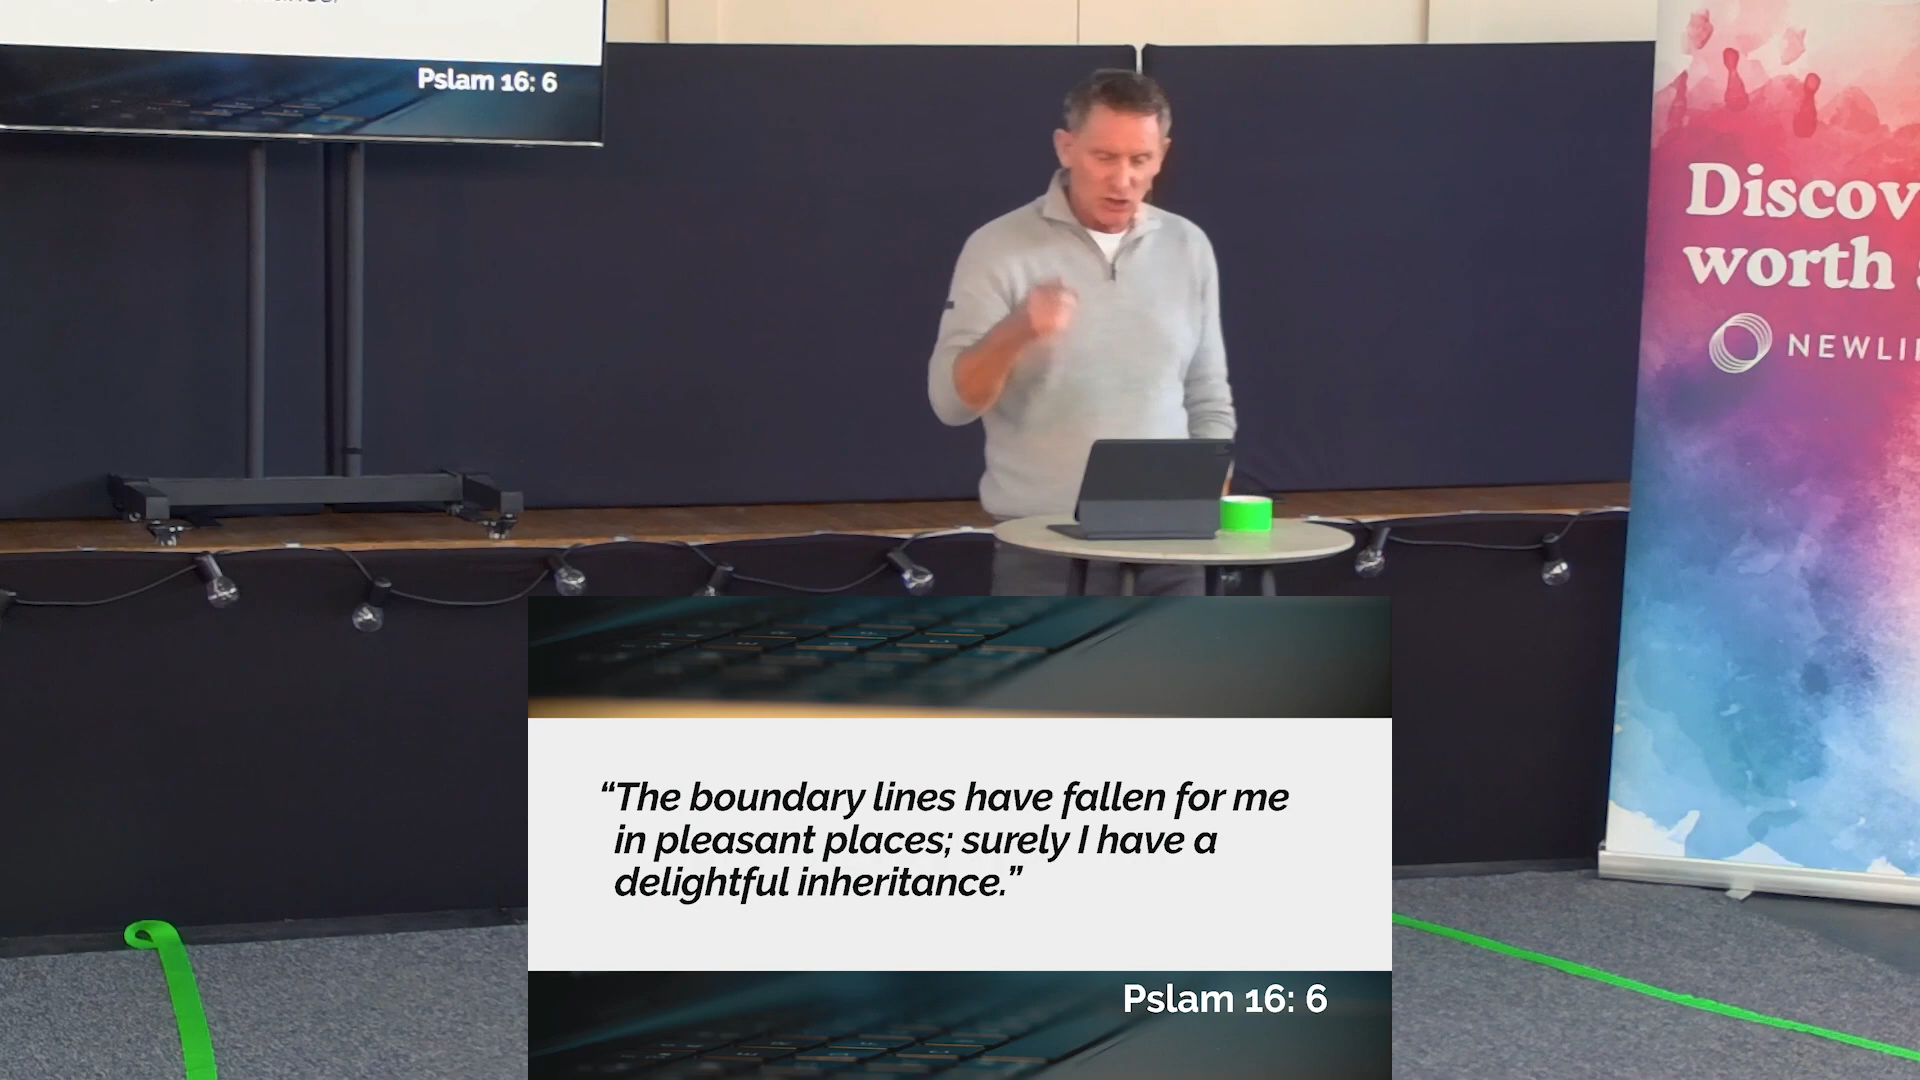 Pslam 16: 6
Discov
worth
NEWLI
“The boundary lines have fallen for me
in pleasant places; surely I have a
delightful inheritance.”
Pslam 16: 6